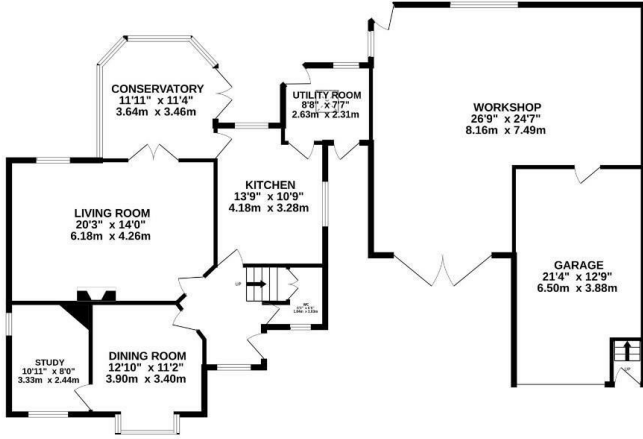 CONSERVATORY
11'11" x 11'4"
3.64m x 3.46m
UTILITY ROOM
8'8" x 7'7"
2.63m x 2.31m
WORKSHOP
26'9" x 24'7"
8.16m x 7.49m
KITCHEN
13'9" x 10'9"
4.18m x 3.28m
LIVING ROOM
20'3" x 14'0"
6.18m x 4.26m
GARAGE
21'4" x 12'9"
6.50m x 3.88m
UP
WC
STUDY
10'11" x 8'0"
3.33m x 2.44m
DINING ROOM
12'10" x 11'2"
3.90m x 3.40m
UP